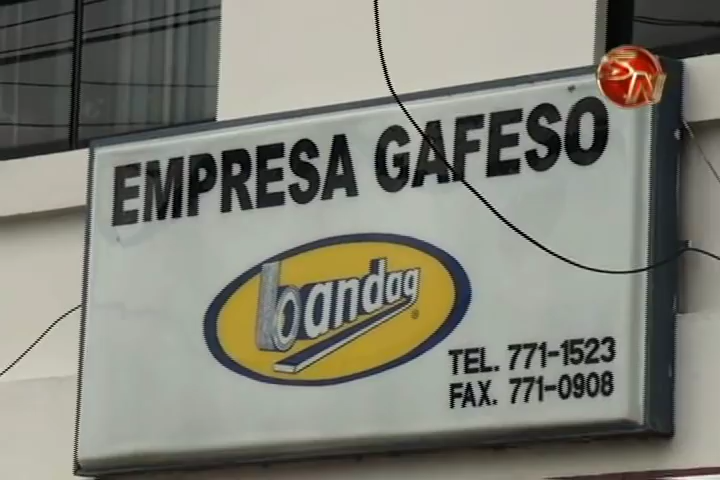 EMPRESA GAFESO
bandag
TEL. 771-1523
FAX. 771-0908